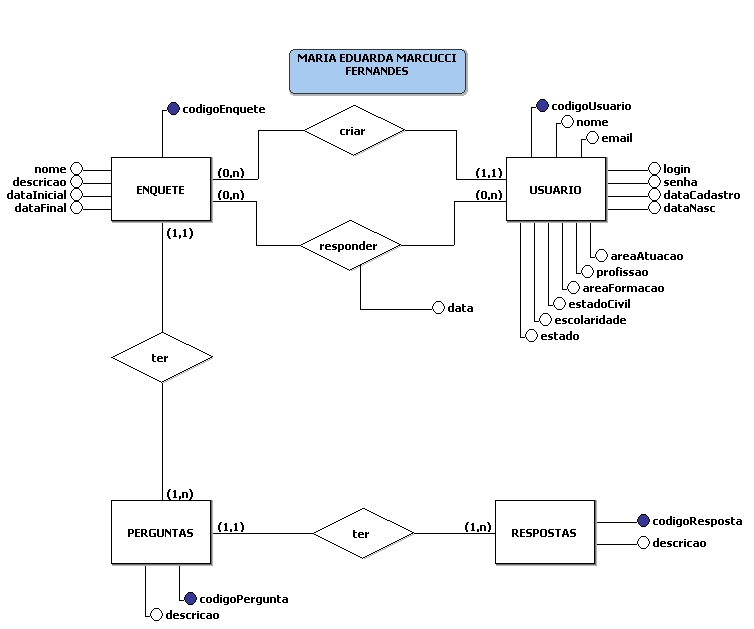 MARIA EDUARDA MARCUCCI
FERNANDES
codigoEnquete
codigoUsuario
nome
email
criar
nome
descricao
dataInicial
dataFinal
ENQUETE
(0,n)
(0,n)
(1,1)
(1,1)
(0,n)
USUARIO
login
senha
dataCadastro
dataNasc
responder
areaAtuacao
profissao
areaFormacao
estadoCivil
escolaridade
estado
data
ter
(1,n)
PERGUNTAS
(1,1)
ter
(1,n)
RESPOSTAS
codigoResposta
descricao
codigoPergunta
descricao